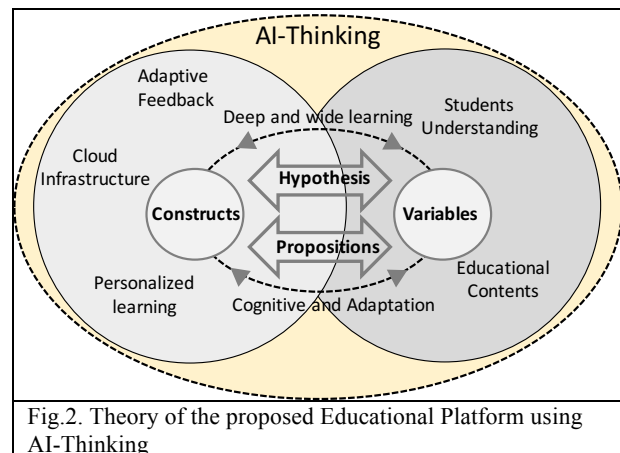 AI-Thinking
Adaptive
Feedback
Deep and wide learning
Students
Understanding
Cloud
Infrastructure
Hypothesis
Constructs
Variables
Propositions
Personalized
learning
Educational
Contents
Cognitive and Adaptation
Fig.2. Theory of the proposed Educational Platform using
AI-Thinking